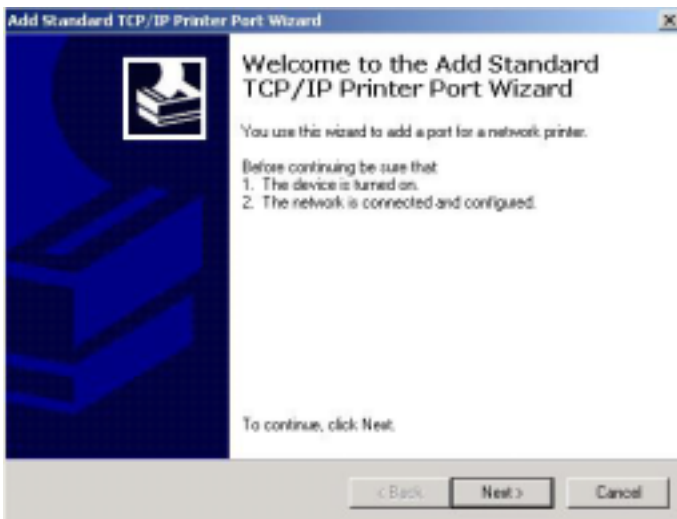 Add Standard TCP/IP Printer Port Wizard
Welcome to the Add Standard
TCP/IP Printer Port Wizard
You use this wizard to add a port for a network printer.
Before continuing be sure that:
1. The device is turned on.
2. The network is connected and configured.
To continue, click Next.
< Back
Next >
Cancel